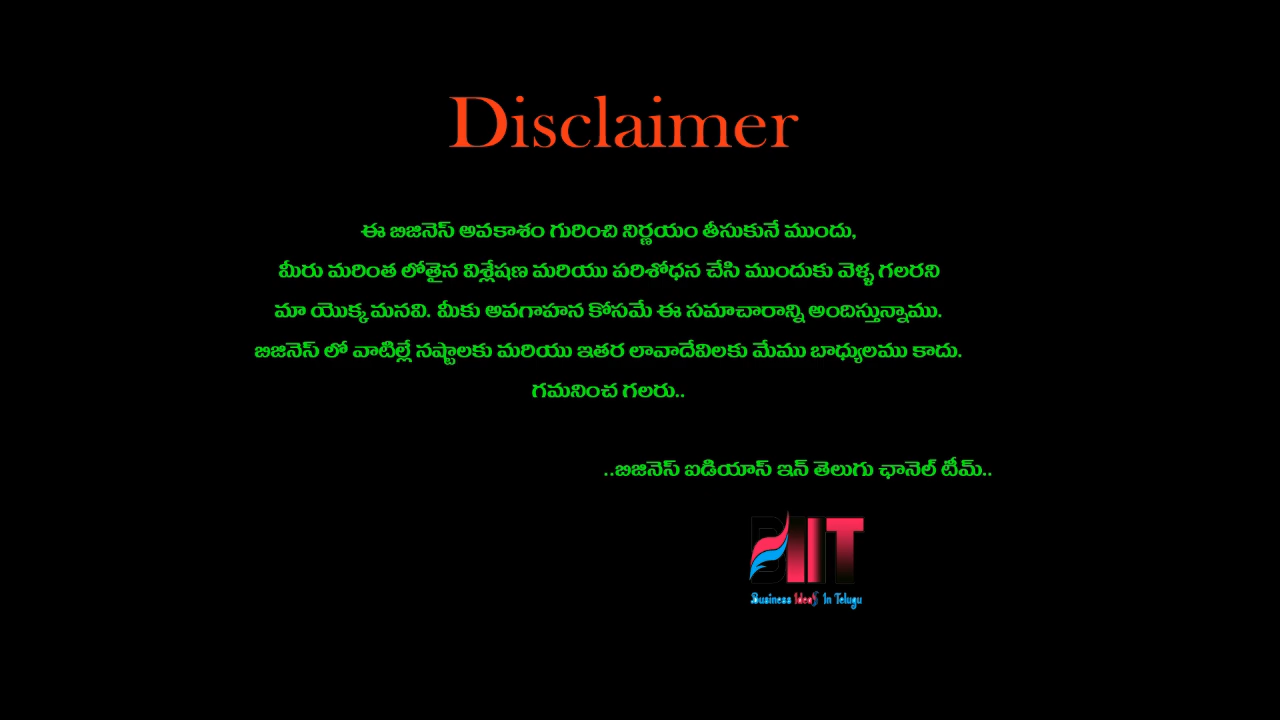 Disclaimer
ఈ బిజినెస్ అవకాశం గురించి నిర్ణయం తీసుకునే ముందు,
మీరు మరింత లోతైన విశ్లేషణ మరియు పరిశోధన చేసి ముందుకు వెళ్ళ గలరని
మా యొక్క మనవి. మీకు అవగాహన కోసమే ఈ సమాచారాన్ని అందిస్తున్నాము.
బిజినెస్ లో వాటిల్లే నష్టాలకు మరియు ఇతర లావాదేవిలకు మేము బాధ్యులము కాదు.
గమనించ గలరు..
..బిజినెస్ ఐడియాస్ ఇన్ తెలుగు ఛానెల్ టీమ్..
BIIT
Business Ideas In Telugu